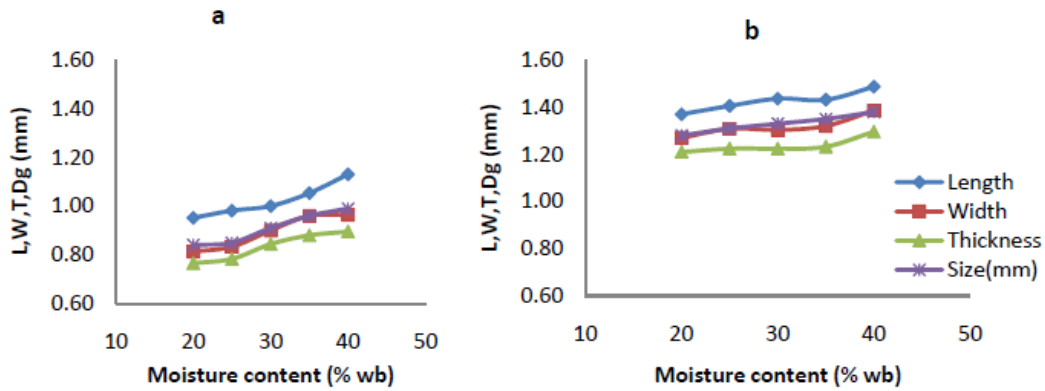 a
1.60
1.40
1.20
1.00
0.80
0.60
L,W,T,Dg (mm)
10 20 30 40 50
Moisture content (% wb)
b
1.60
1.40
1.20
1.00
0.80
0.60
L,W,T,Dg (mm)
10 20 30 40 50
Moisture content (% wb)
Length
Width
Thickness
Size(mm)